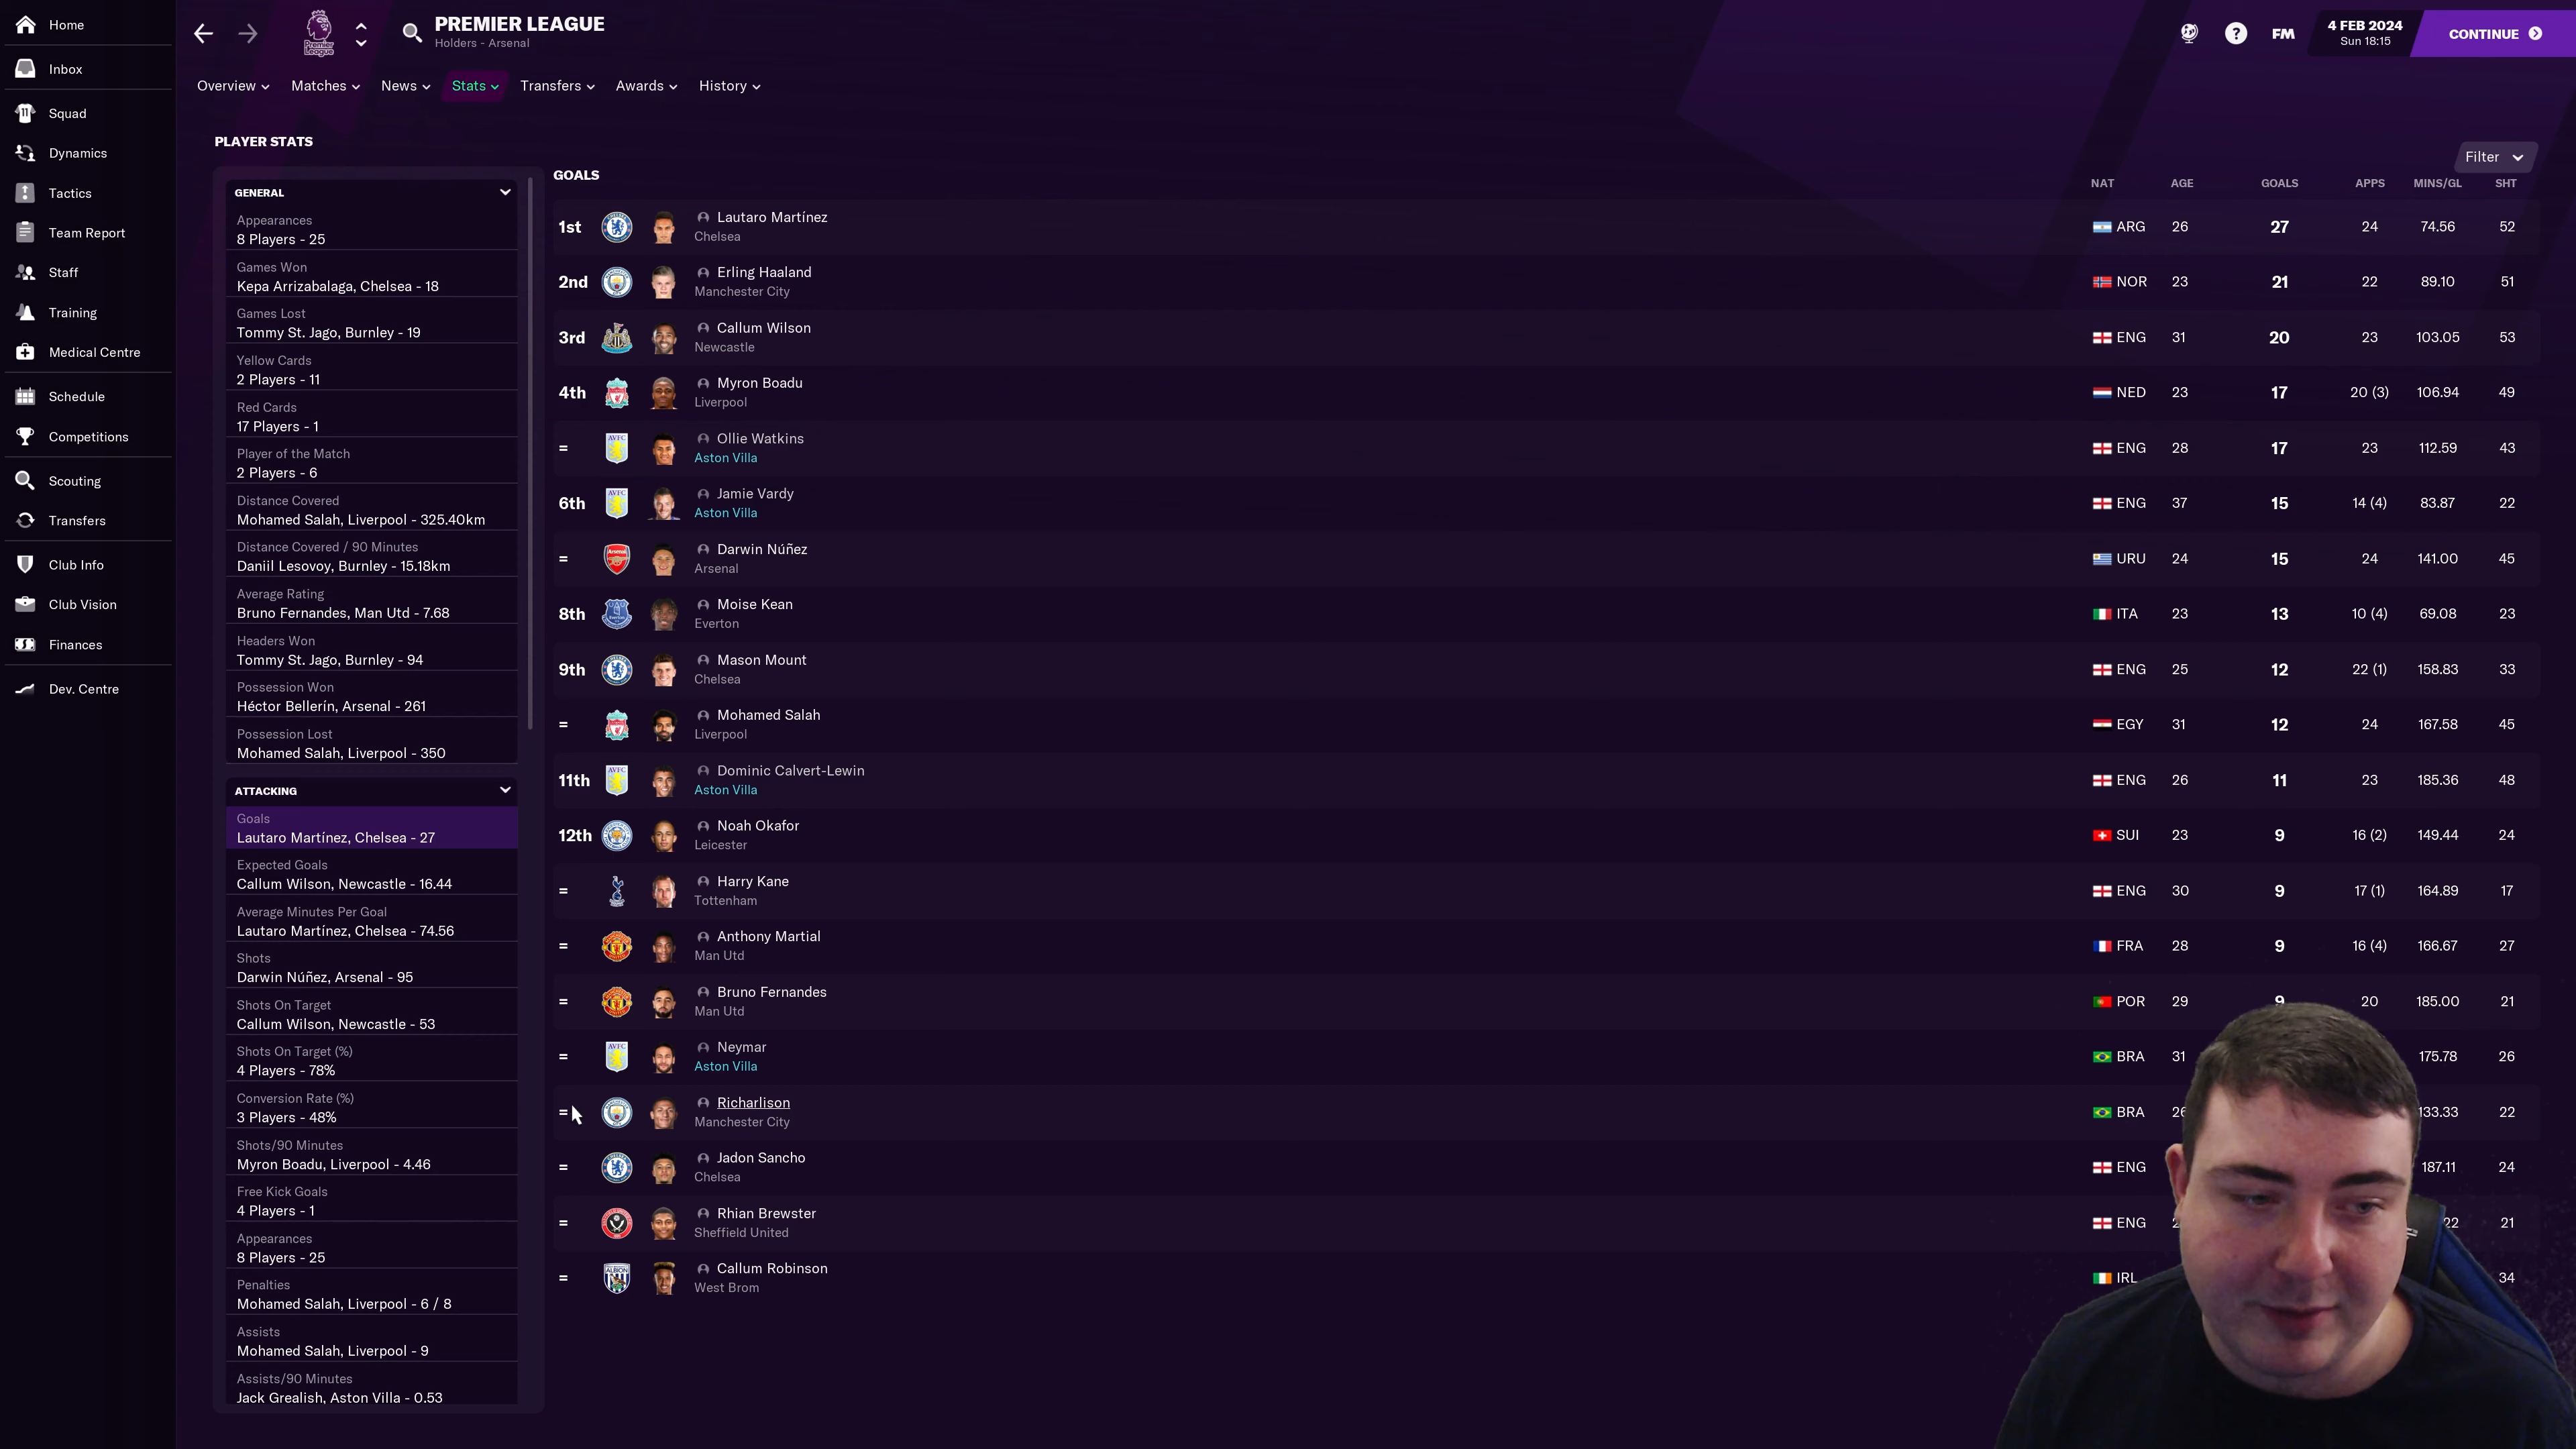 Home
Inbox
Squad
Dynamics
Tactics
Team Report
Staff
Training
Medical Centre
Schedule
Competitions
Scouting
Transfers
Club Info
Club Vision
Finances
Dev. Centre
PREMIER LEAGUE
Holders - Arsenal
FM
4 FEB 2024
Sun 18:15
CONTINUE
Overview Matches News Stats Transfers Awards History
PLAYER STATS
Filter
GENERAL
Appearances
8 Players - 25
Games Won
Kepa Arrizabalaga, Chelsea - 18
Games Lost
Tommy St. Jago, Burnley - 19
Yellow Cards
2 Players - 11
Red Cards
17 Players - 1
Player of the Match
2 Players - 6
Distance Covered
Mohamed Salah, Liverpool - 325.40km
Distance Covered / 90 Minutes
Daniil Lesovoy, Burnley - 15.18km
Average Rating
Bruno Fernandes, Man Utd - 7.68
Headers Won
Tommy St. Jago, Burnley - 94
Possession Won
Héctor Bellerín, Arsenal - 261
Possession Lost
Mohamed Salah, Liverpool - 350
ATTACKING
Goals
Lautaro Martínez, Chelsea - 27
Expected Goals
Callum Wilson, Newcastle - 16.44
Average Minutes Per Goal
Lautaro Martínez, Chelsea - 74.56
Shots
Darwin Núñez, Arsenal - 95
Shots On Target
Callum Wilson, Newcastle - 53
Shots On Target (%)
4 Players - 78%
Conversion Rate (%)
3 Players - 48%
Shots/90 Minutes
Myron Boadu, Liverpool - 4.46
Free Kick Goals
4 Players - 1
Appearances
8 Players - 25
Penalties
Mohamed Salah, Liverpool - 6 / 8
Assists
Mohamed Salah, Liverpool - 9
Assists/90 Minutes
Jack Grealish, Aston Villa - 0.53
GOALS
NAT AGE GOALS APPS MINS/GL SHT
1st Lautaro Martínez ARG 26 27 24 74.56 52
Chelsea
2nd Erling Haaland NOR 23 21 22 89.10 51
Manchester City
3rd Callum Wilson ENG 31 20 23 103.05 53
Newcastle
4th Myron Boadu NED 23 17 20 (3) 106.94 49
Liverpool
= Ollie Watkins ENG 28 17 23 112.59 43
Aston Villa
6th Jamie Vardy ENG 37 15 14 (4) 83.87 22
Aston Villa
= Darwin Núñez URU 24 15 24 141.00 45
Arsenal
8th Moise Kean ITA 23 13 10 (4) 69.08 23
Everton
9th Mason Mount ENG 25 12 22 (1) 158.83 33
Chelsea
= Mohamed Salah EGY 31 12 24 167.58 45
Liverpool
11th Dominic Calvert-Lewin ENG 26 11 23 185.36 48
Aston Villa
12th Noah Okafor SUI 23 9 16 (2) 149.44 24
Leicester
= Harry Kane ENG 30 9 17 (1) 164.89 17
Tottenham
= Anthony Martial FRA 28 9 16 (4) 166.67 27
Man Utd
= Bruno Fernandes POR 29 9 20 185.00 21
Man Utd
= Neymar BRA 31 175.78 26
Aston Villa
= Richarlison BRA 26 133.33 22
Manchester City
= Jadon Sancho ENG 187.11 24
Chelsea
= Rhian Brewster ENG 21
Sheffield United
= Callum Robinson IRL 34
West Brom